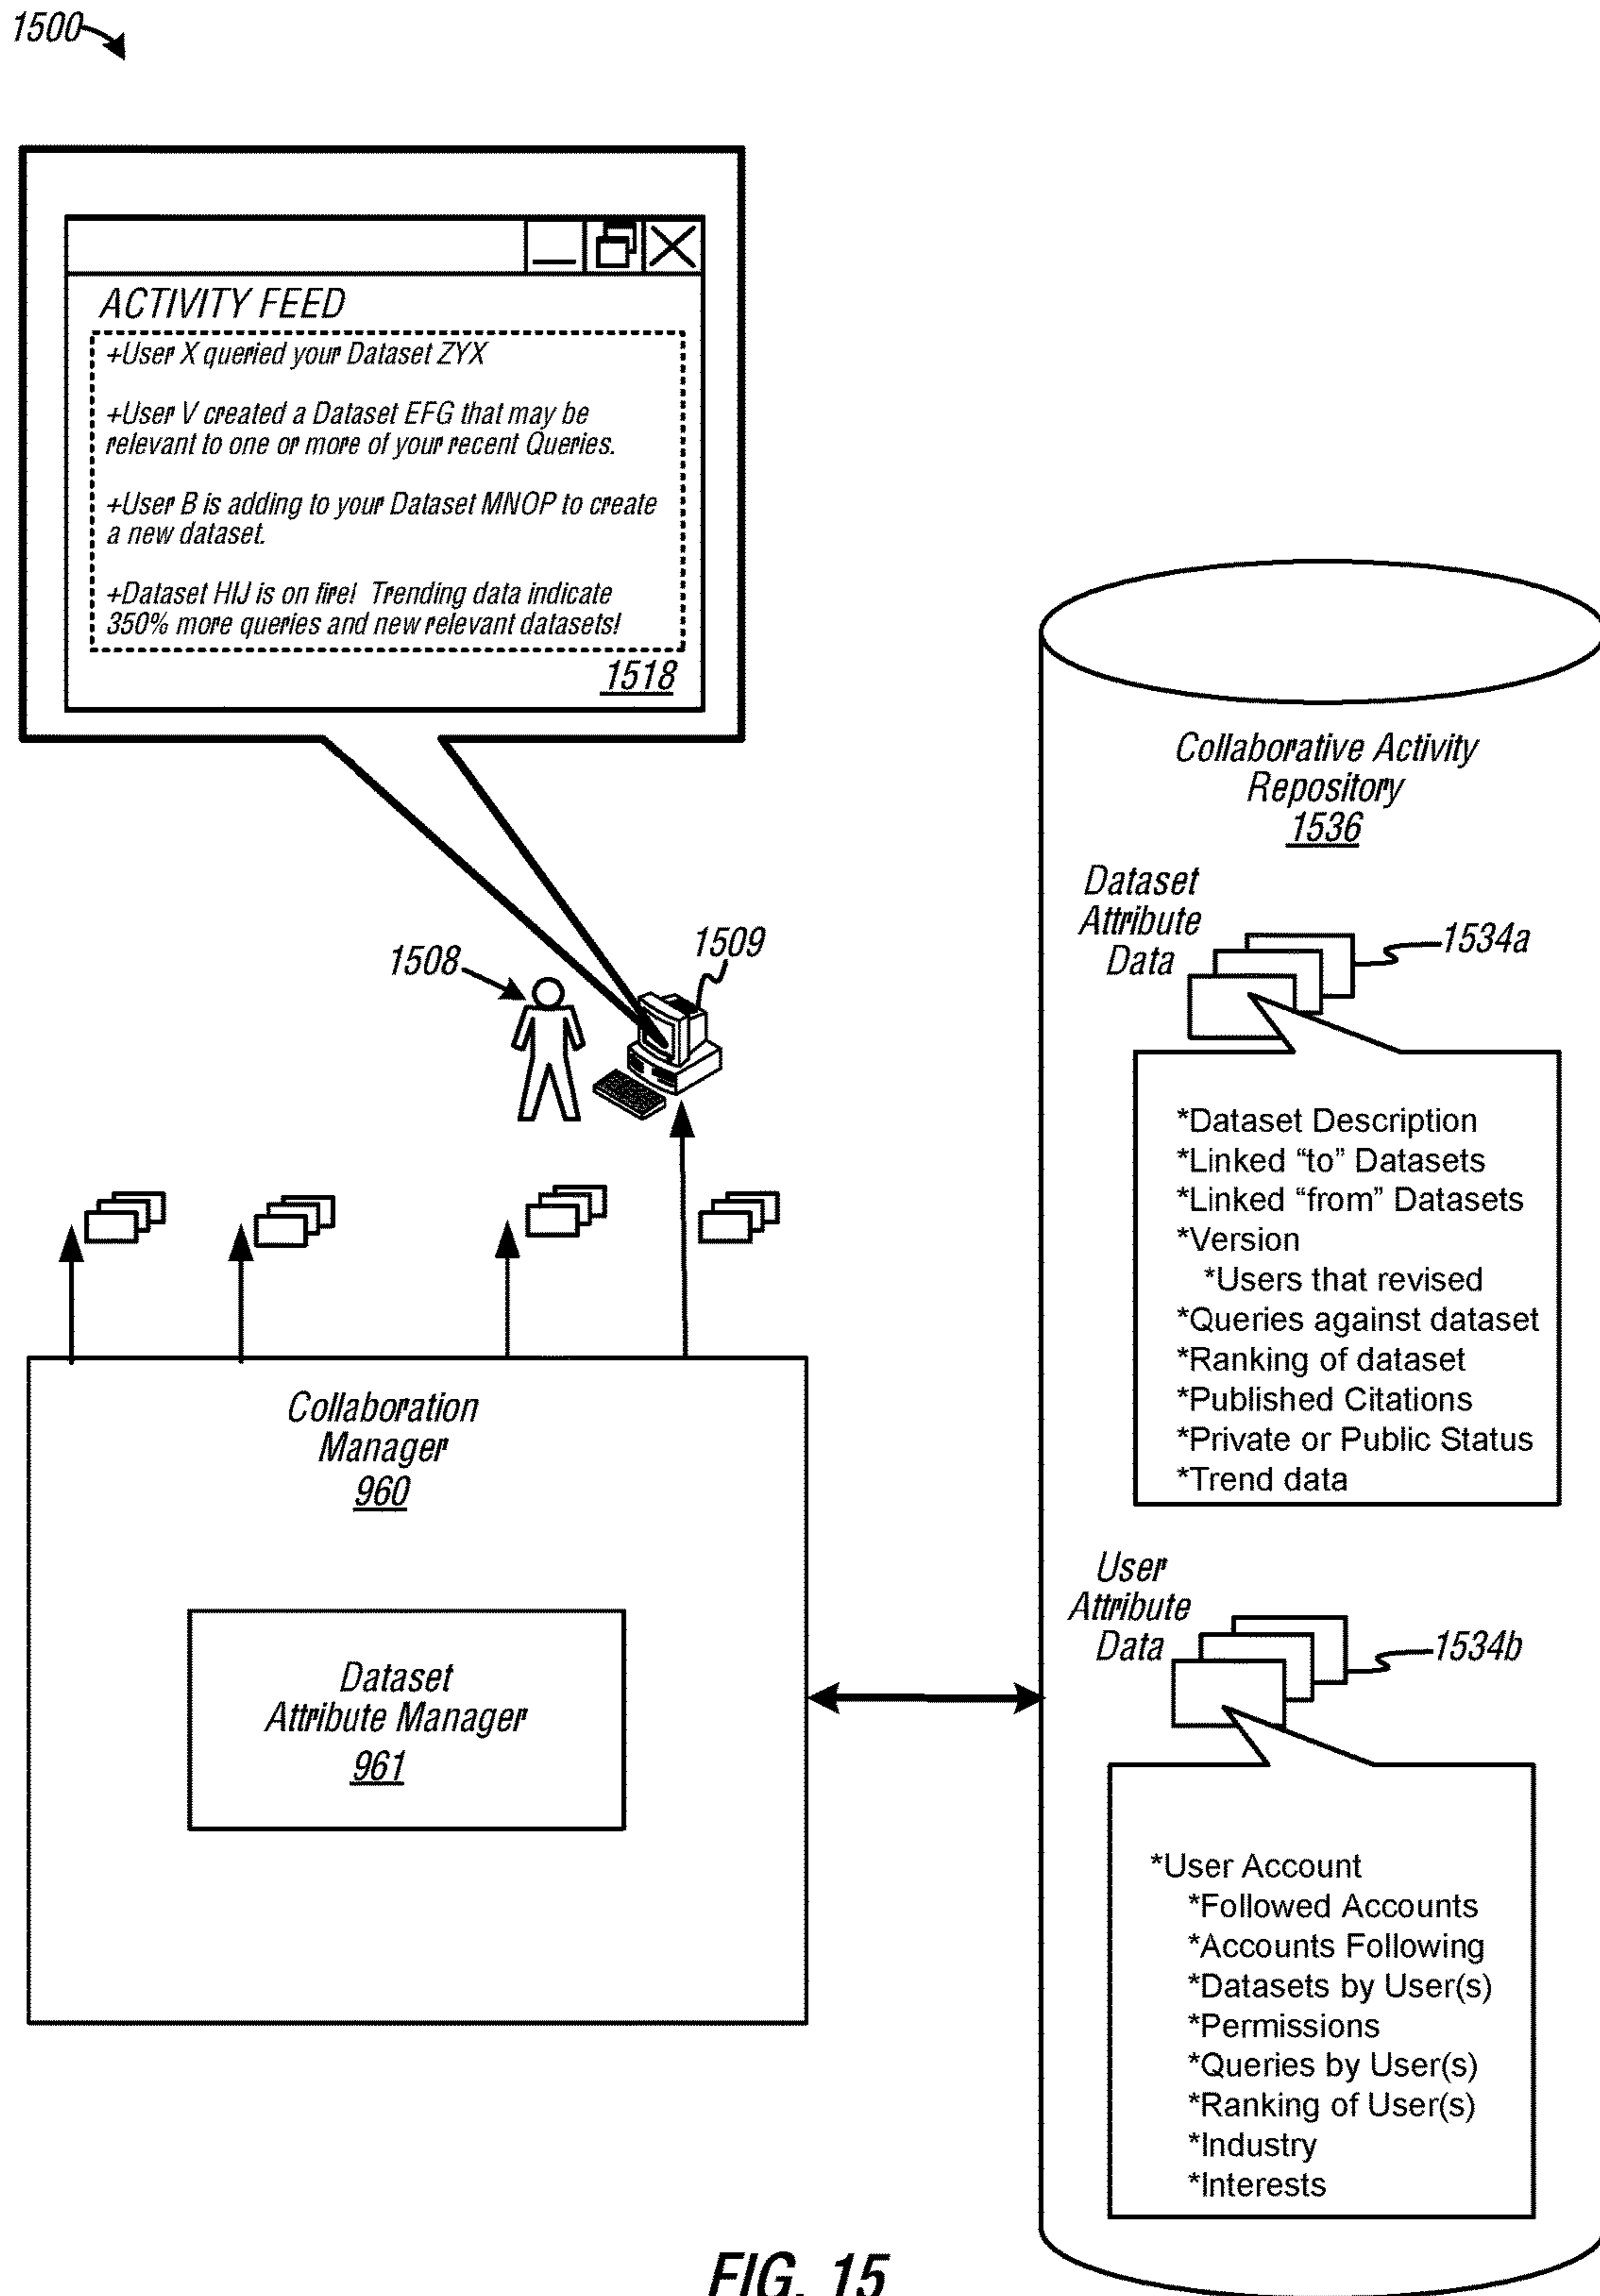 1500
ACTIVITY FEED
+User X queried your Dataset ZYX
+User V created a Dataset EFG that may be
relevant to one or more of your recent Queries.
+User B is adding to your Dataset MNOP to create
a new dataset.
+Dataset HIJ is on fire!  Trending data indicate
350% more queries and new relevant datasets!
1518
1508
1509
Collaboration
Manager
960
Dataset
Attribute Manager
961
Collaborative Activity
Repository
1536
Dataset
Attribute
Data
1534a
*Dataset Description
*Linked “to” Datasets
*Linked “from” Datasets
*Version
*Users that revised
*Queries against dataset
*Ranking of dataset
*Published Citations
*Private or Public Status
*Trend data
User
Attribute
Data
1534b
*User Account
*Followed Accounts
*Accounts Following
*Datasets by User(s)
*Permissions
*Queries by User(s)
*Ranking of User(s)
*Industry
*Interests
FIG. 15